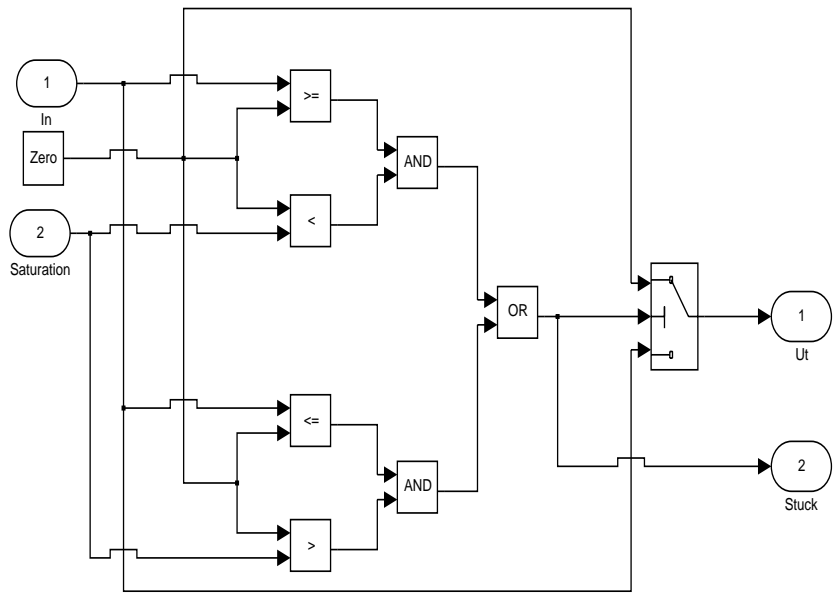 1
In
>=
Zero
AND
2
Saturation
<
OR
1
Ut
<=
AND
2
Stuck
>